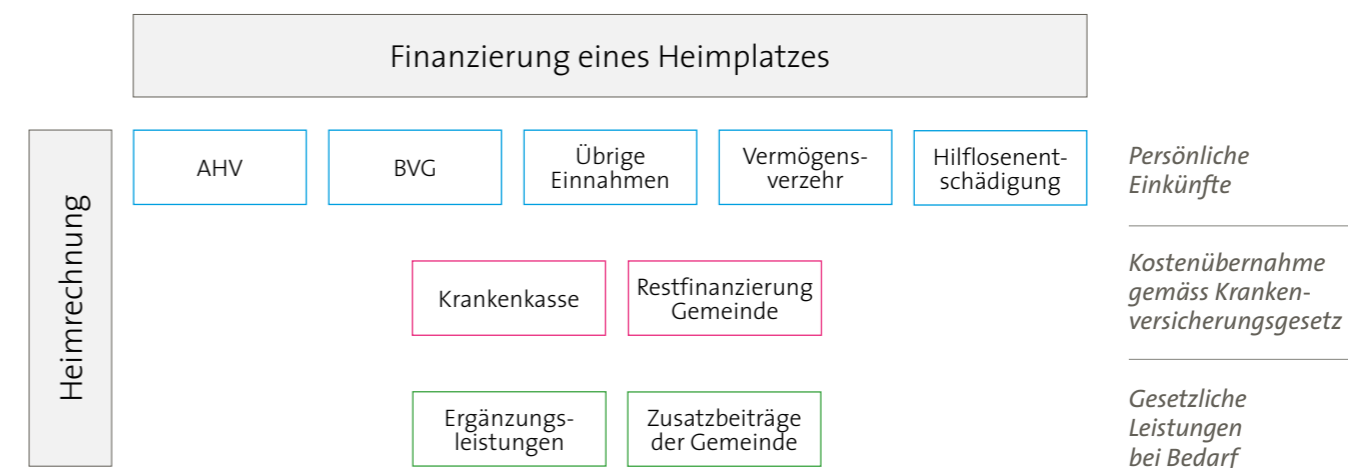 Finanzierung eines Heimplatzes
Heimrechnung
AHV
BVG
Übrige
Einnahmen
Vermögens-
verzehr
Hilflosenent-
schädigung
Persönliche
Einkünfte
Krankenkasse
Restfinanzierung
Gemeinde
Kostenübernahme
gemäss Kranken-
versicherungsgesetz
Ergänzungs-
leistungen
Zusatzbeiträge
der Gemeinde
Gesetzliche
Leistungen
bei Bedarf